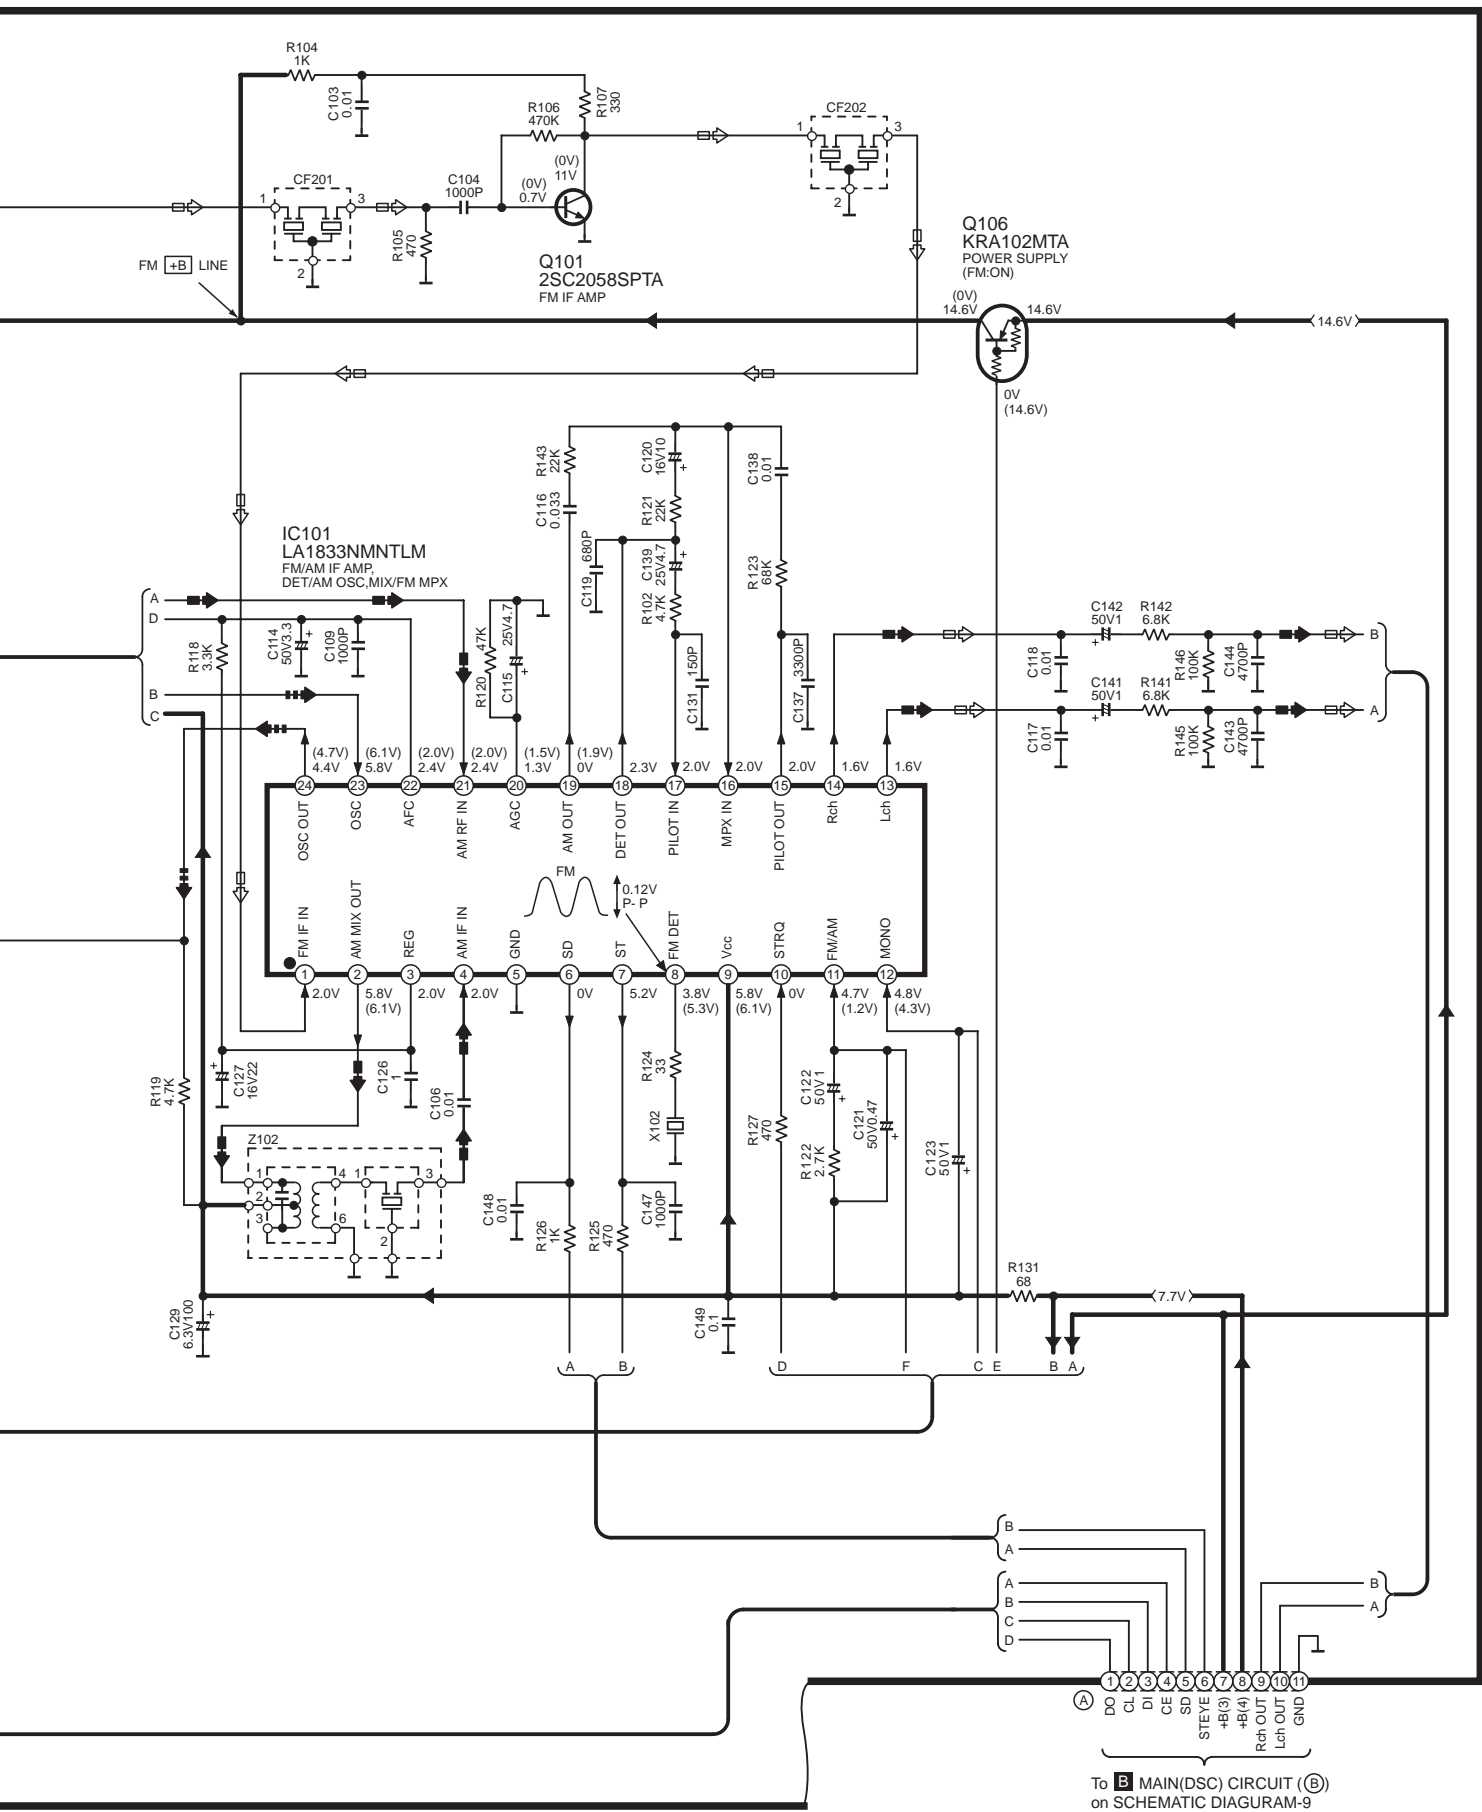 R104
1K
C103
0.01
R106
470K
R107
330
CF202
1
3
2
(0V)
11V
CF201
1
3
2
C104
1000P
(0V)
0.7V
R105
470
Q101
2SC2058SPTA
FM IF AMP
FM +B LINE
Q106
KRA102MTA
POWER SUPPLY
(FM:ON)
(0V)
14.6V
14.6V
14.6V
0V
(14.6V)
R143
22K
C116
0.033
C120
16V10
+
R121
22K
C119 680P
C139
25V4.7
+
R102
4.7K
C138
0.01
R123
68K
IC101
LA1833NMNTLM
FM/AM IF AMP,
DET/AM OSC,MIX/FM MPX
A
D
B
C
R118
3.3K
C114
50V3.3
+
C109
1000P
R120 47K
C115 25V4.7
+
C131 150P
C137 3300P
C118
0.01
C142
50V1
+
R142
6.8K
R146
100K
C144
4700P
B
C117
0.01
C141
50V1
+
R141
6.8K
R145
100K
C143
4700P
A
(4.7V)
4.4V
(6.1V)
5.8V
(2.0V)
2.4V
(2.0V)
2.4V
(1.5V)
1.3V
(1.9V)
0V
2.3V
2.0V
2.0V
2.0V
1.6V
1.6V
24 23 22 21 20 19 18 17 16 15 14 13
OSC OUT
OSC
AFC
AM RF IN
AGC
AM OUT
DET OUT
PILOT IN
MPX IN
PILOT OUT
Rch
Lch
FM
0.12V
P- P
FM IF IN
AM MIX OUT
REG
AM IF IN
GND
SD
ST
FM DET
Vcc
STRQ
FM/AM
MONO
1 2 3 4 5 6 7 8 9 10 11 12
2.0V
5.8V
(6.1V)
2.0V
2.0V
0V
5.2V
3.8V
(5.3V)
5.8V
(6.1V)
0V
4.7V
(1.2V)
4.8V
(4.3V)
R119
4.7K
+
C127
16V22
C126
1
C106
0.01
R124
33
X102
R127
470
C122
50V1
+
R122
2.7K
C121
50V0.47
+
C123
50V1
+
Z102
1
2
3
4
6
1
3
2
C148
0.01
R126
1K
R125
470
C147
1000P
C129
6.3V100
+
C149
0.1
R131
68
7.7V
A
B
D
F
C
E
B
A
B
A
A
B
C
D
B
A
1 2 3 4 5 6 7 8 9 10 11
A
DO
CL
DI
CE
SD
STEYE
+B(3)
+B(4)
Rch OUT
Lch OUT
GND
To B MAIN(DSC) CIRCUIT (B)
on SCHEMATIC DIAGURAM-9